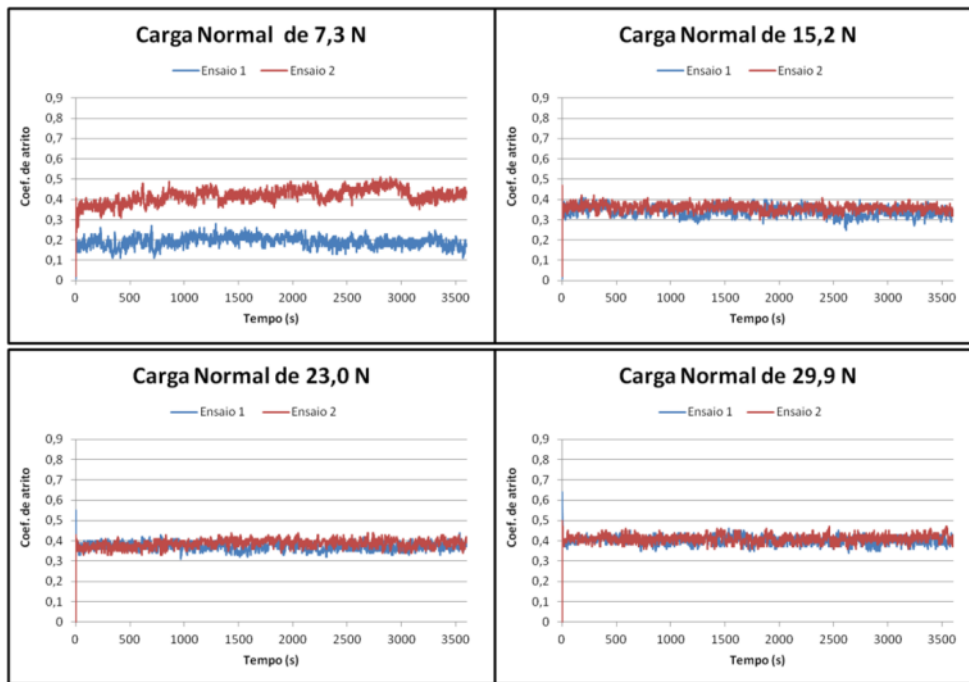 Carga Normal de 7,3 N
Ensaio 1 Ensaio 2
Coef. de atrito
0,9
0,8
0,7
0,6
0,5
0,4
0,3
0,2
0,1
0
0 500 1000 1500 2000 2500 3000 3500
Tempo (s)
Carga Normal de 15,2 N
Ensaio 1 Ensaio 2
Coef. de atrito
0,9
0,8
0,7
0,6
0,5
0,4
0,3
0,2
0,1
0
0 500 1000 1500 2000 2500 3000 3500
Tempo (s)
Carga Normal de 23,0 N
Ensaio 1 Ensaio 2
Coef. de atrito
0,9
0,8
0,7
0,6
0,5
0,4
0,3
0,2
0,1
0
0 500 1000 1500 2000 2500 3000 3500
Tempo (s)
Carga Normal de 29,9 N
Ensaio 1 Ensaio 2
Coef. de atrito
0,9
0,8
0,7
0,6
0,5
0,4
0,3
0,2
0,1
0
0 500 1000 1500 2000 2500 3000 3500
Tempo (s)